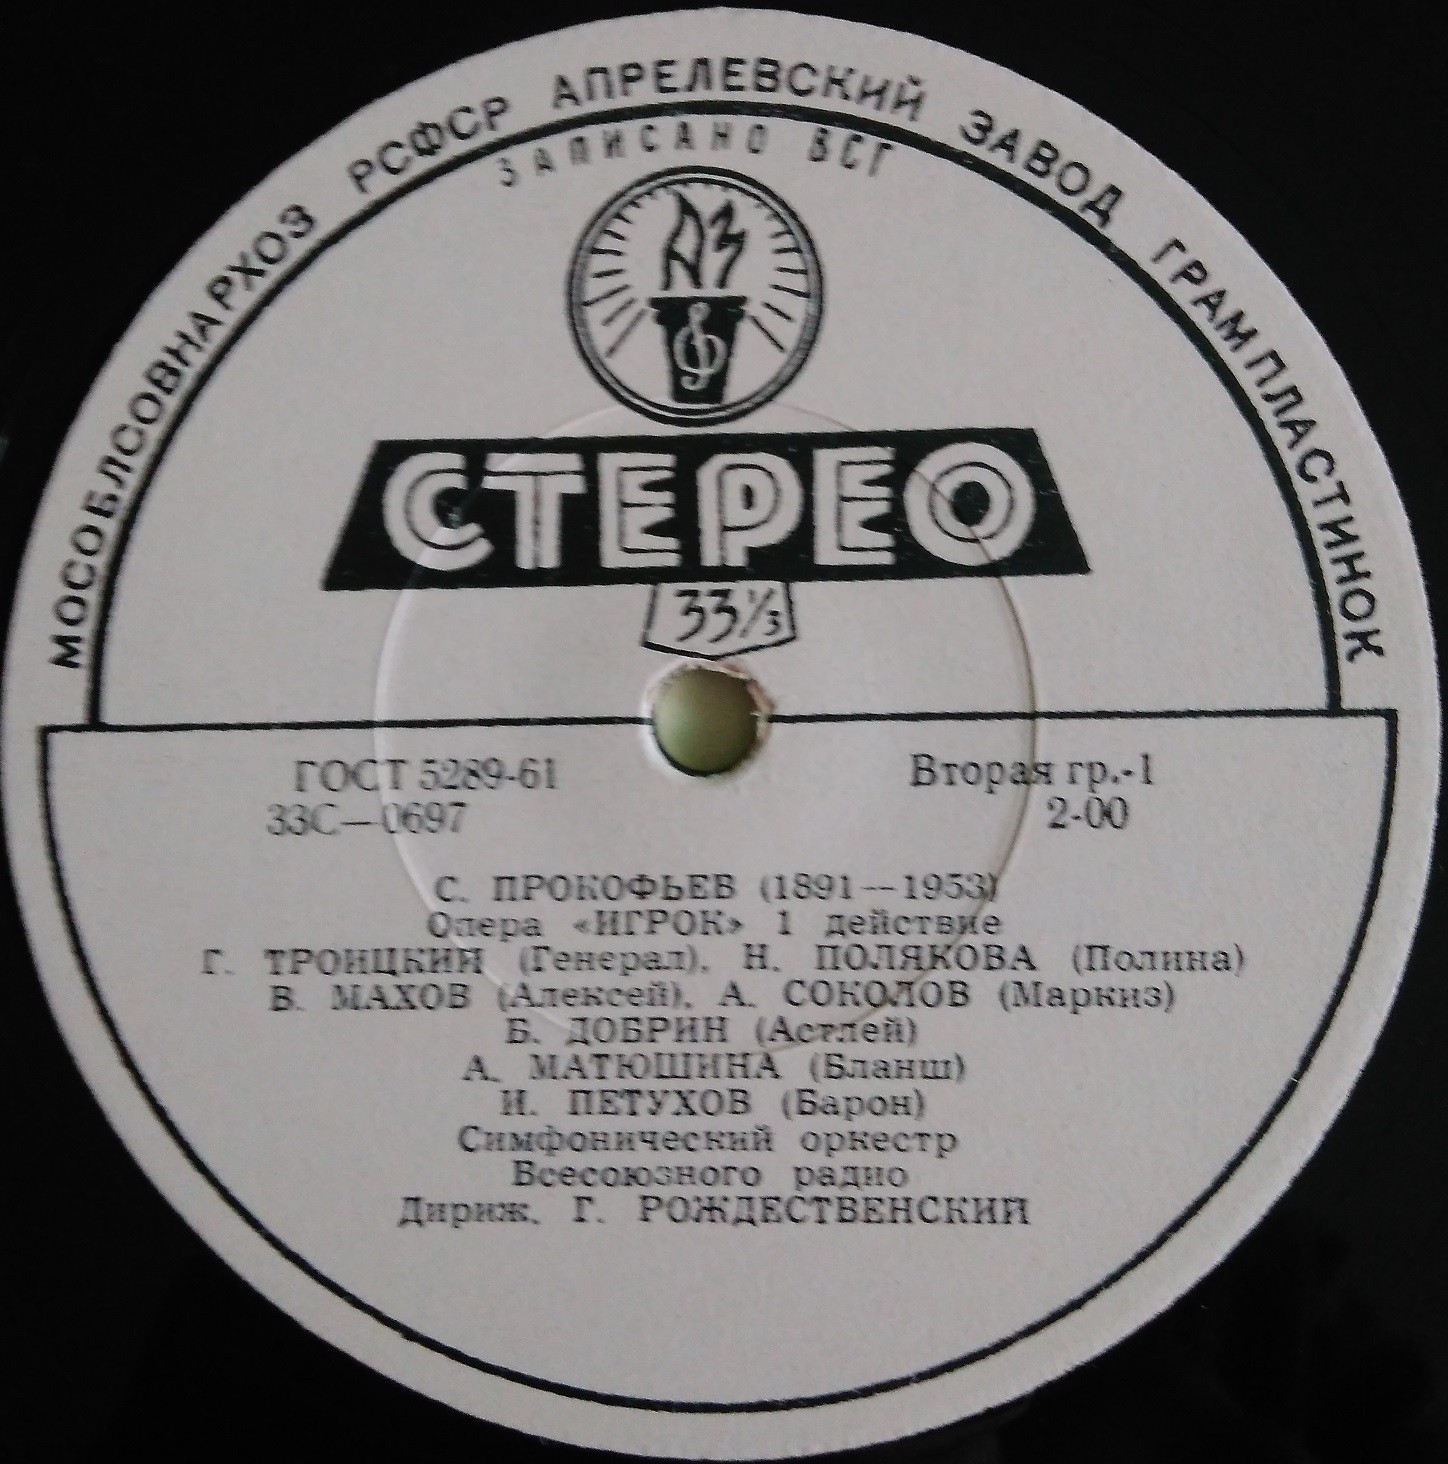 МОСОБЛСОВНАРХОЗ РСФСР АПРЕЛЕВСКИЙ ЗАВОД ГРАМПЛАСТИНОК
ЗАПИСАНО ВСГ
АЗ
СТЕРЕО
33⅓
ГОСТ 5289-61 Вторая гр.-1
33С—0697 2-00
С. ПРОКОФЬЕВ (1891—1953)
Опера «ИГРОК» 1 действие
Г. ТРОИЦКИЙ (Генерал), Н. ПОЛЯКОВА (Полина)
В. МАХОВ (Алексей), А. СОКОЛОВ (Маркиз)
Б. ДОБРИН (Астлей)
А. МАТЮШИНА (Бланш)
И. ПЕТУХОВ (Барон)
Симфонический оркестр
Всесоюзного радио
Дириж. Г. РОЖДЕСТВЕНСКИЙ